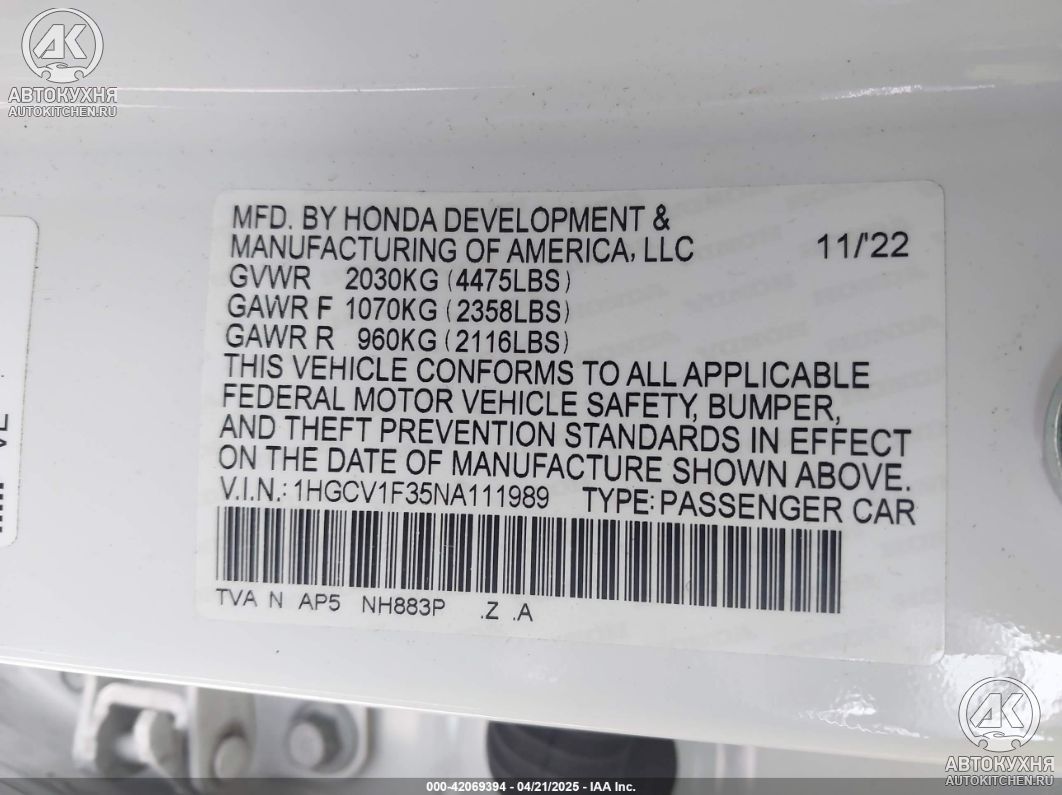 AK
АВТОКУХНЯ
AUTOKITCHEN.RU
MFD. BY HONDA DEVELOPMENT &
MANUFACTURING OF AMERICA, LLC 11/'22
GVWR 2030KG (4475LBS)
GAWR F 1070KG (2358LBS)
GAWR R 960KG (2116LBS)
THIS VEHICLE CONFORMS TO ALL APPLICABLE
FEDERAL MOTOR VEHICLE SAFETY, BUMPER,
AND THEFT PREVENTION STANDARDS IN EFFECT
ON THE DATE OF MANUFACTURE SHOWN ABOVE.
V.I.N.: 1HGCV1F35NA111989 TYPE: PASSENGER CAR
TVA N AP5 NH883P .Z .A
AK
АВТОКУХНЯ
AUTOKITCHEN.RU
000-42069394 - 04/21/2025 - IAA Inc.